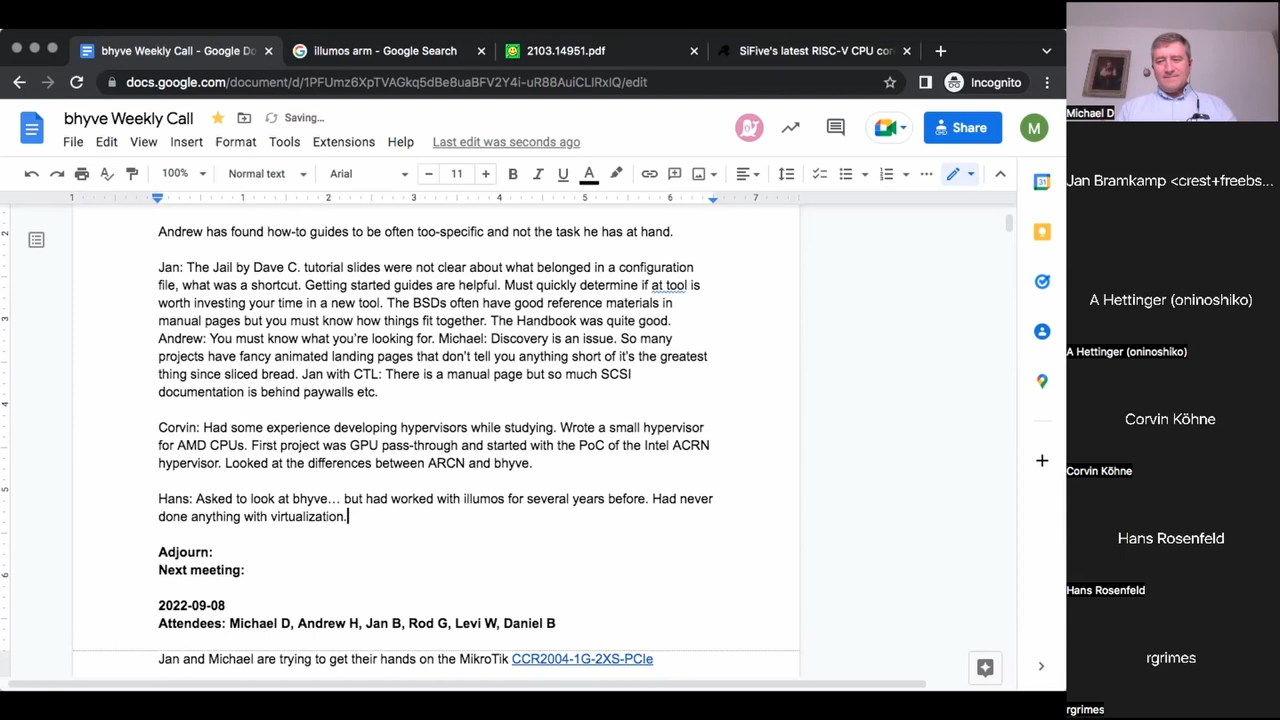 bhyve Weekly Call - Google Do
illumos arm - Google Search
2103.14951.pdf
SiFive's latest RISC-V CPU cor
docs.google.com/document/d/1PFUmz6XpTVAGkq5dBe8uaBFV2Y4i-uR88AuiCLIRxIQ/edit
Incognito
bhyve Weekly Call
Saving...
File Edit View Insert Format Tools Extensions Help Last edit was seconds ago
Share
M
100% Normal text Arial 11
1 1 2 3 4 5 6 7
Andrew has found how-to guides to be often too-specific and not the task he has at hand.
Jan: The Jail by Dave C. tutorial slides were not clear about what belonged in a configuration
file, what was a shortcut. Getting started guides are helpful. Must quickly determine if at tool is
worth investing your time in a new tool. The BSDs often have good reference materials in
manual pages but you must know how things fit together. The Handbook was quite good.
Andrew: You must know what you're looking for. Michael: Discovery is an issue. So many
projects have fancy animated landing pages that don't tell you anything short of it's the greatest
thing since sliced bread. Jan with CTL: There is a manual page but so much SCSI
documentation is behind paywalls etc.
Corvin: Had some experience developing hypervisors while studying. Wrote a small hypervisor
for AMD CPUs. First project was GPU pass-through and started with the PoC of the Intel ACRN
hypervisor. Looked at the differences between ARCN and bhyve.
Hans: Asked to look at bhyve… but had worked with illumos for several years before. Had never
done anything with virtualization.
Adjourn:
Next meeting:
2022-09-08
Attendees: Michael D, Andrew H, Jan B, Rod G, Levi W, Daniel B
Jan and Michael are trying to get their hands on the MikroTik CCR2004-1G-2XS-PCIe
2
3
4
5
6
31
Michael D
Jan Bramkamp <crest+freebs...
A Hettinger (oninoshiko)
A Hettinger (oninoshiko)
Corvin Köhne
Corvin Köhne
Hans Rosenfeld
Hans Rosenfeld
rgrimes
rgrimes